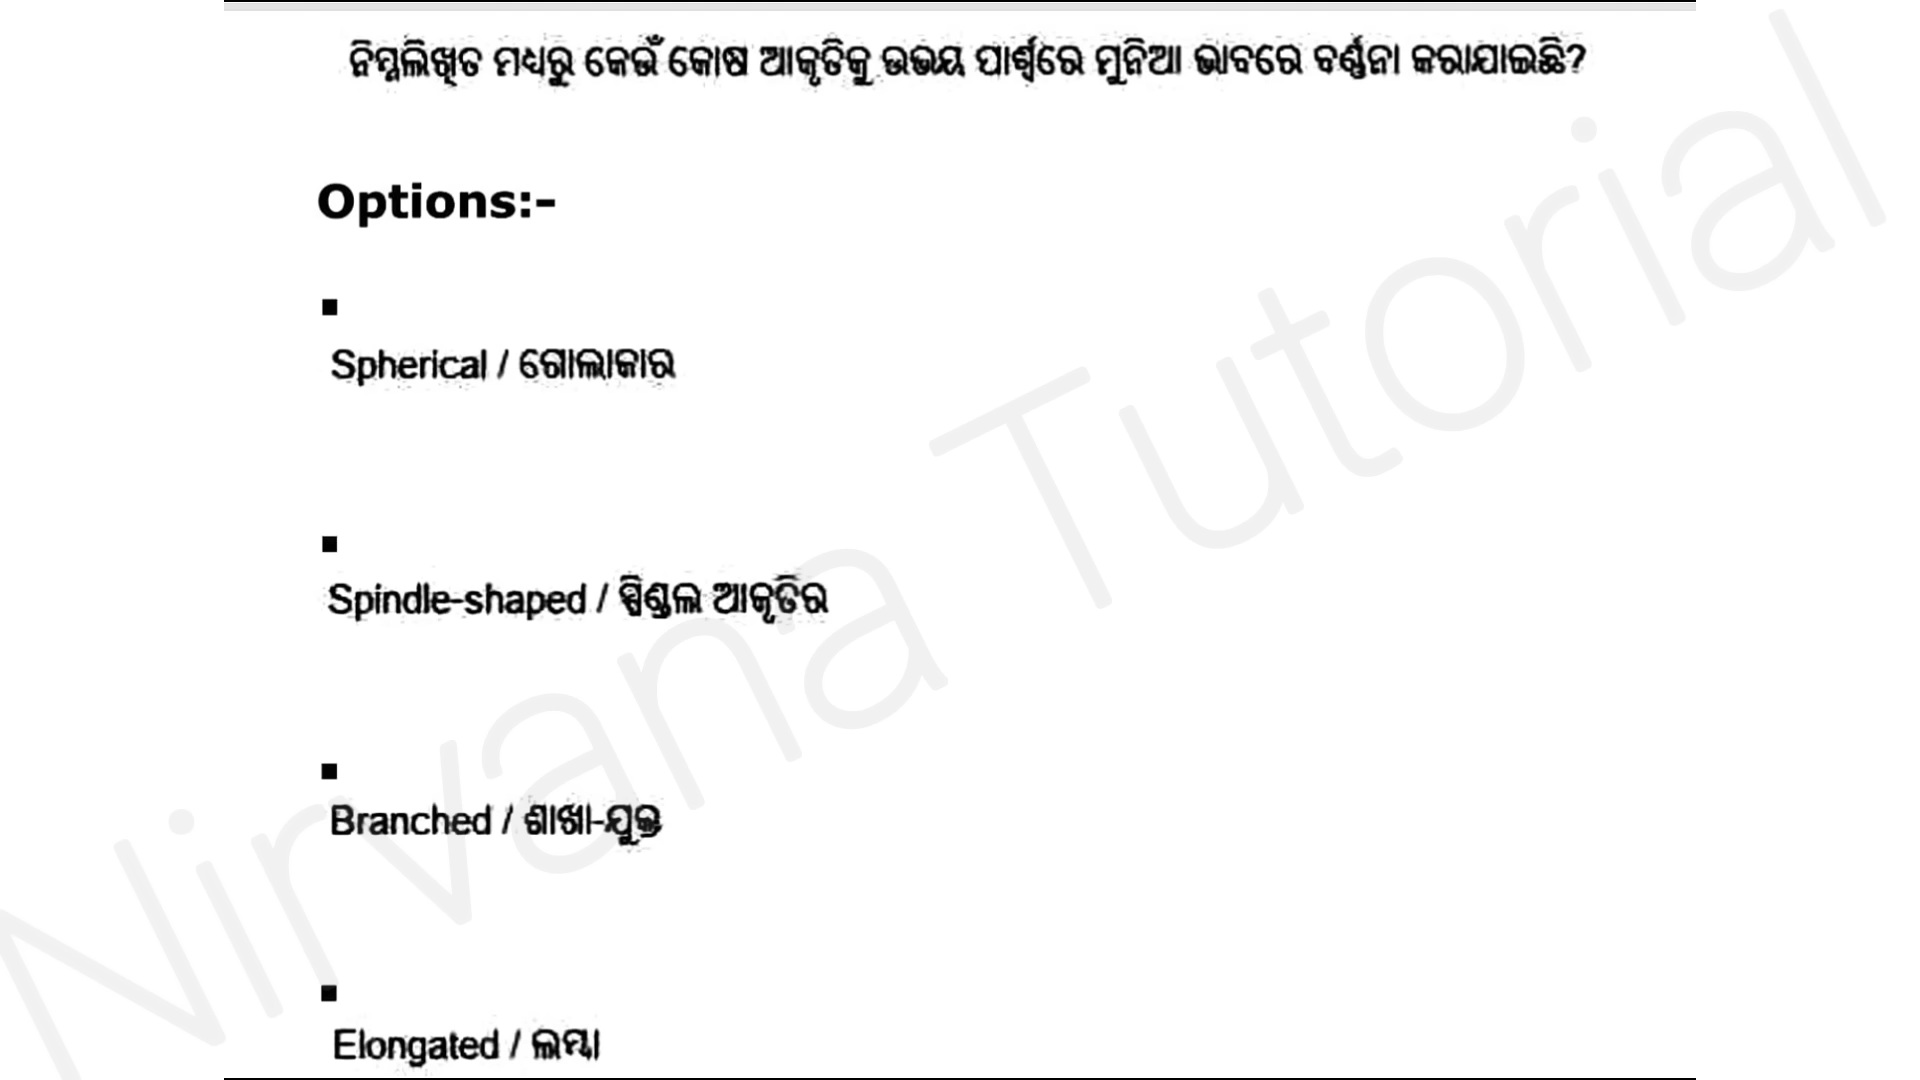 ନିମ୍ନଲିଖିତ ମଧ୍ୟରୁ କେଉଁ କୋଷ ଆକୃତିକୁ ଉଭୟ ପାର୍ଶ୍ୱରେ ମୁନିଆ ଭାବରେ ବର୍ଣ୍ଣନା କରାଯାଇଛି?
Options:-
Spherical / ଗୋଲାକାର
Spindle-shaped / ସ୍ପିଣ୍ଡଲ ଆକୃତିର
Branched / ଶାଖା-ଯୁକ୍ତ
Elongated / ଲମ୍ବା
Nirvana Tutorial